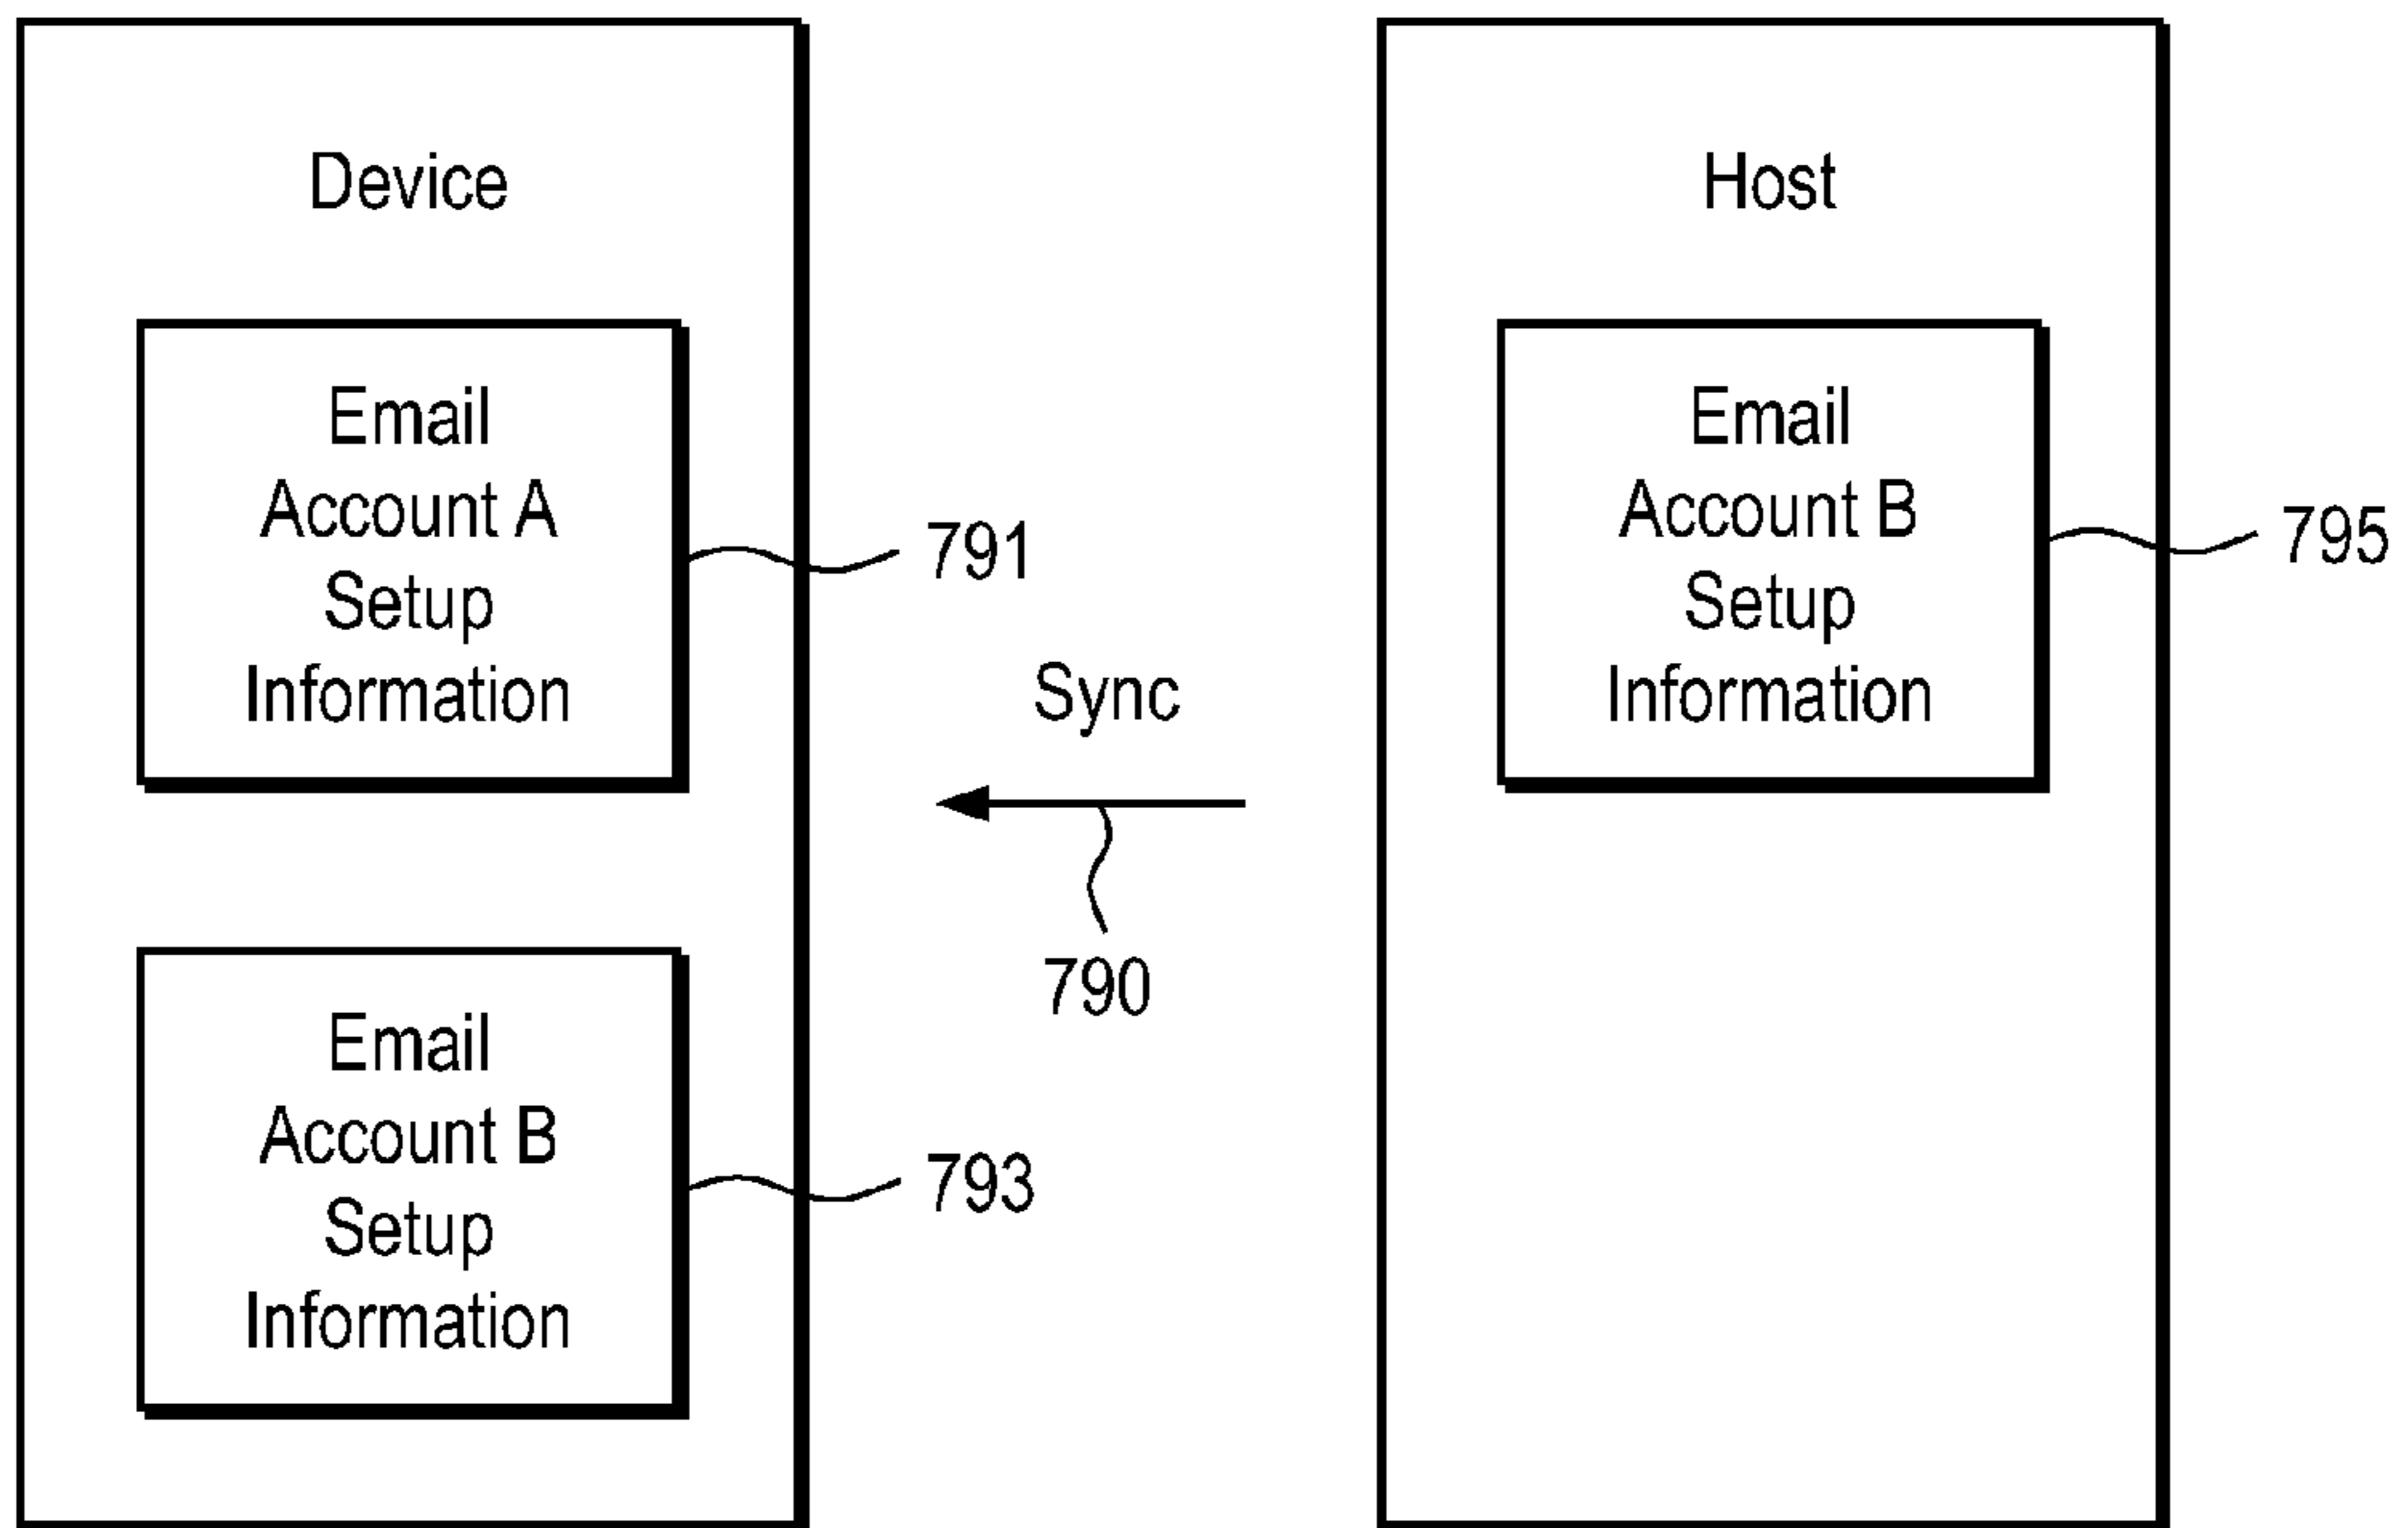 Device
Email
Account A
Setup
Information
791
Email
Account B
Setup
Information
793
Sync
790
Host
Email
Account B
Setup
Information
795